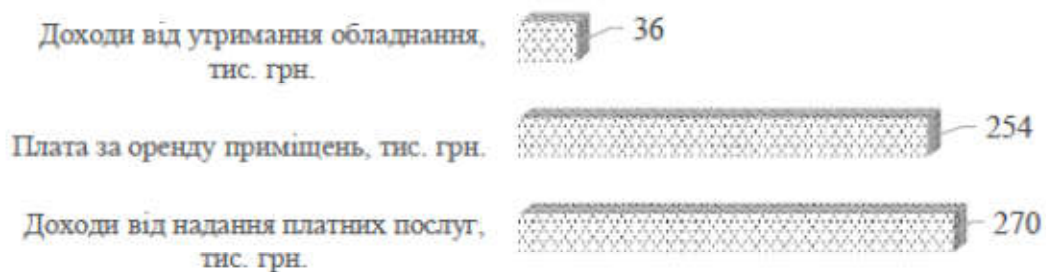 Доходи від утримання обладнання,
тис. грн.
36
Плата за оренду приміщень, тис. грн.
254
Доходи від надання платних послуг,
тис. грн.
270